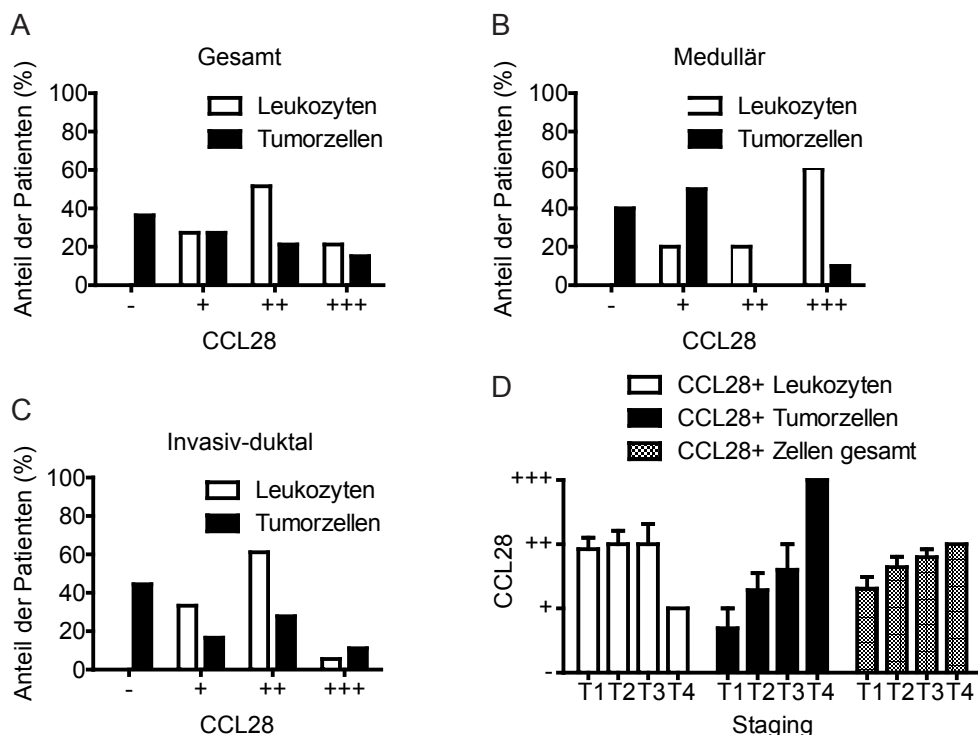 A
Gesamt
Anteil der Patienten (%)
100
80
60
40
20
0
Leukozyten
Tumorzellen
- + ++ +++
CCL28
B
Medullär
Anteil der Patienten (%)
100
80
60
40
20
0
Leukozyten
Tumorzellen
- + ++ +++
CCL28
C
Invasiv-duktal
Anteil der Patienten (%)
100
80
60
40
20
0
Leukozyten
Tumorzellen
- + ++ +++
CCL28
D
CCL28+ Leukozyten
CCL28+ Tumorzellen
CCL28+ Zellen gesamt
CCL28
+++
++
+
-
T1 T2 T3 T4 T1 T2 T3 T4 T1 T2 T3 T4
Staging